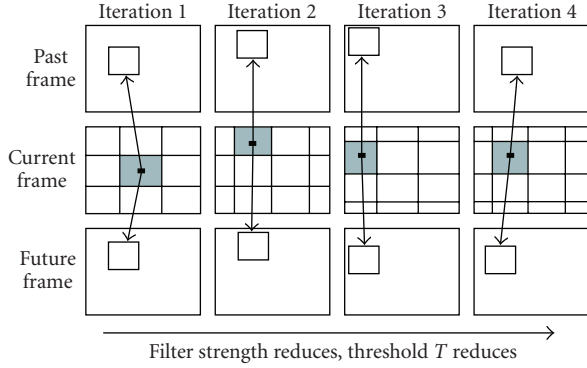 Iteration 1 Iteration 2 Iteration 3 Iteration 4
Past
frame
Current
frame
Future
frame
Filter strength reduces, threshold T reduces